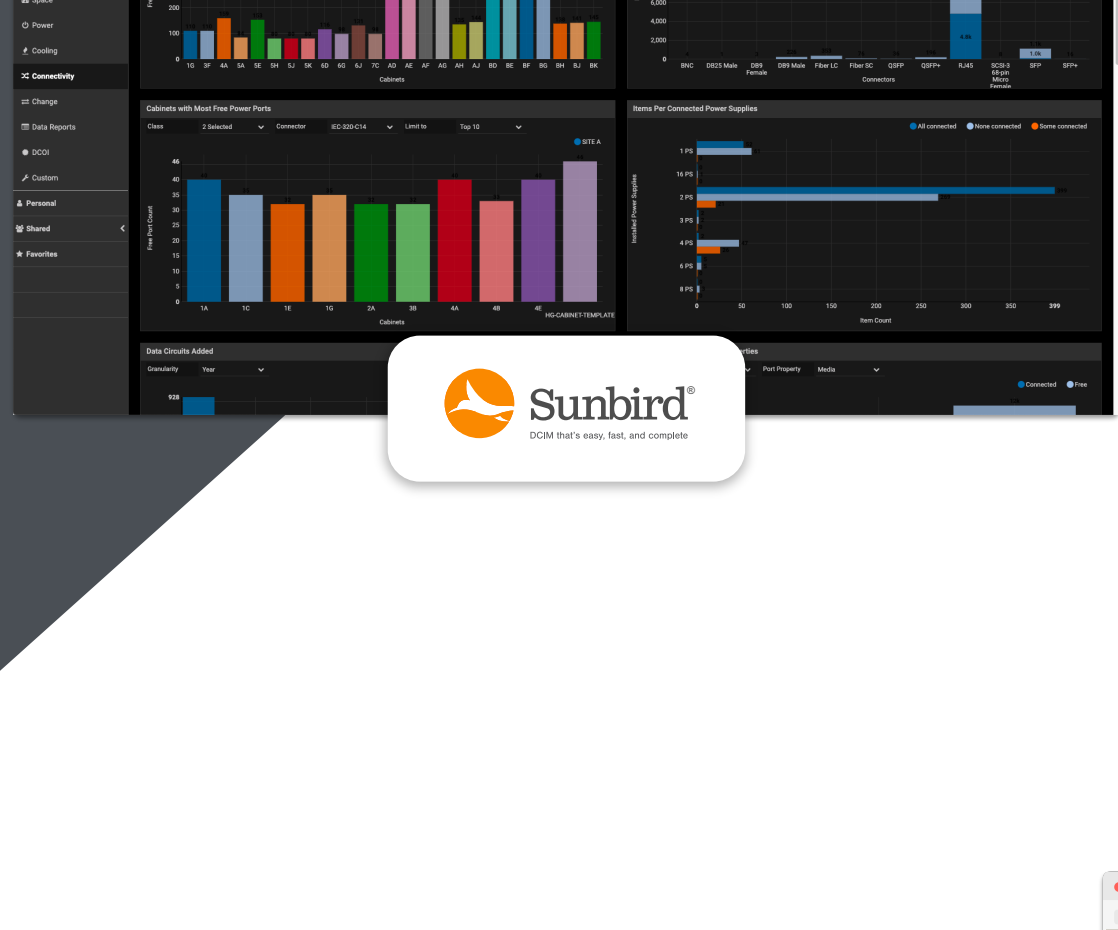 Space
Power
Cooling
Connectivity
Change
Data Reports
DCOI
Custom
Personal
Shared
Favorites
200
100
0
1G 3F 4A 5A 5E 5H 5J 5K 6D 6G 6J 7C AD AE AF AG AH AJ BD BE BF BG BH BJ BK
Cabinets
6,000
4,000
2,000
0
4.8k
1.0k
BNC DB25 Male DB9 Female DB9 Male Fiber LC Fiber SC QSFP QSFP+ RJ45 SCSI-3 68-pin Micro Female SFP SFP+
Connectors
Cabinets with Most Free Power Ports
Class 2 Selected Connector IEC-320-C14 Limit to Top 10
SITE A
Free Port Count
46
40
35
30
25
20
15
10
5
0
1A 1C 1E 1G 2A 3B 4A 4B 4E HG-CABINET-TEMPLATE
Cabinets
Items Per Connected Power Supplies
All connected None connected Some connected
Installed Power Supplies
1 PS
16 PS
2 PS
3 PS
4 PS
6 PS
8 PS
0 50 100 150 200 250 300 350 399
Item Count
Data Circuits Added
Granularity Year
928
Port Property Media
Connected Free
Sunbird®
DCIM that's easy, fast, and complete